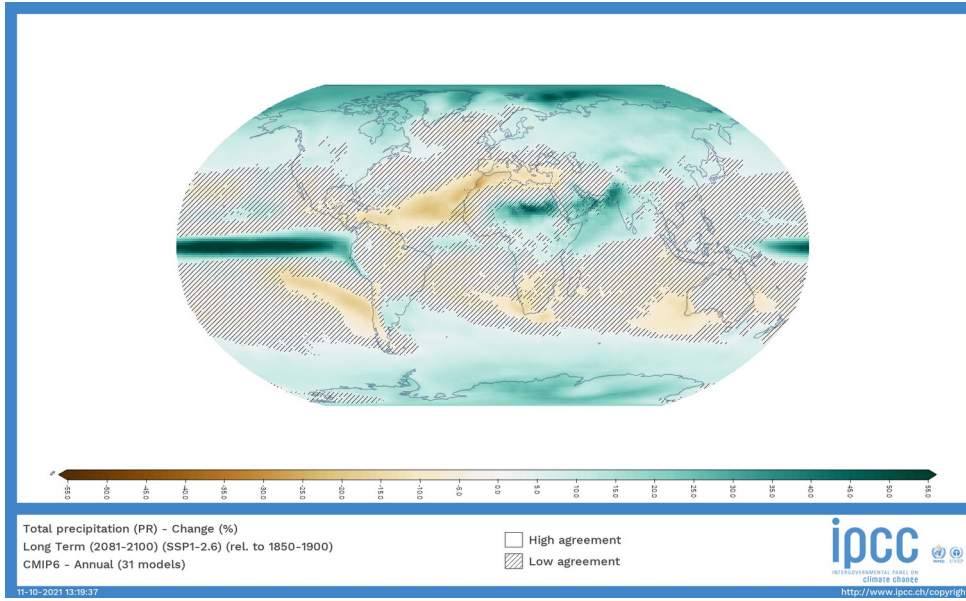 %
-55.0 -50.0 -45.0 -40.0 -35.0 -30.0 -25.0 -20.0 -15.0 -10.0 -5.0 0.0 5.0 10.0 15.0 20.0 25.0 30.0 35.0 40.0 45.0 50.0 55.0
Total precipitation (PR) - Change (%)
Long Term (2081-2100) (SSP1-2.6) (rel. to 1850-1900)
CMIP6 - Annual (31 models)
High agreement
Low agreement
ipcc
INTERGOVERNMENTAL PANEL ON
climate change
WMO
UNEP
11-10-2021 13:19:37
http://www.ipcc.ch/copyrigh